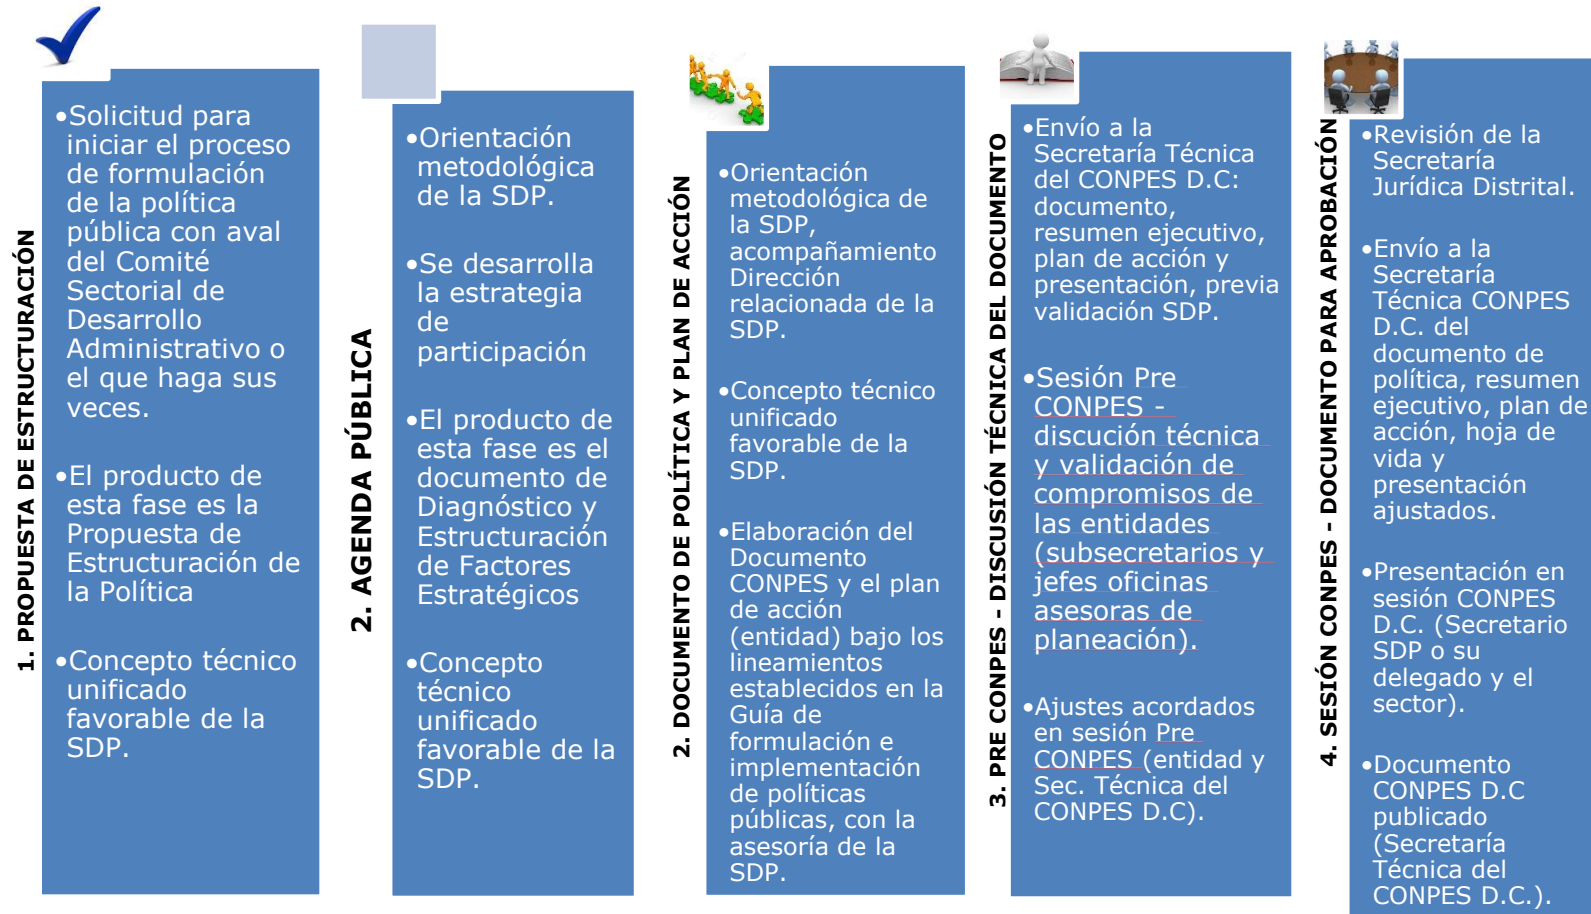 1. PROPUESTA DE ESTRUCTURACIÓN
•Solicitud para
iniciar el proceso
de formulación
de la política
pública con aval
del Comité
Sectorial de
Desarrollo
Administrativo o
el que haga sus
veces.
•El producto de
esta fase es la
Propuesta de
Estructuración de
la Política
•Concepto técnico
unificado
favorable de la
SDP.
2. AGENDA PÚBLICA
•Orientación
metodológica
de la SDP.
•Se desarrolla
la estrategia
de
participación
•El producto de
esta fase es el
documento de
Diagnóstico y
Estructuración
de Factores
Estratégicos
•Concepto
técnico
unificado
favorable de la
SDP.
2. DOCUMENTO DE POLÍTICA Y PLAN DE ACCIÓN
•Orientación
metodológica de
la SDP,
acompañamiento
Dirección
relacionada de la
SDP.
•Concepto técnico
unificado
favorable de la
SDP.
•Elaboración del
Documento
CONPES y el plan
de acción
(entidad) bajo los
lineamientos
establecidos en la
Guía de
formulación e
implementación
de políticas
públicas, con la
asesoría de la
SDP.
3. PRE CONPES - DISCUSIÓN TÉCNICA DEL DOCUMENTO
•Envío a la
Secretaría Técnica
del CONPES D.C:
documento,
resumen ejecutivo,
plan de acción y
presentación, previa
validación SDP.
•Sesión Pre
CONPES -
discución técnica
y validación de
compromisos de
las entidades
(subsecretarios y
jefes oficinas
asesoras de
planeación).
•Ajustes acordados
en sesión Pre
CONPES (entidad y
Sec. Técnica del
CONPES D.C).
4. SESIÓN CONPES - DOCUMENTO PARA APROBACIÓN
•Revisión de la
Secretaría
Jurídica Distrital.
•Envío a la
Secretaría
Técnica CONPES
D.C. del
documento de
política, resumen
ejecutivo, plan de
acción, hoja de
vida y
presentación
ajustados.
•Presentación en
sesión CONPES
D.C. (Secretario
SDP o su
delegado y el
sector).
•Documento
CONPES D.C
publicado
(Secretaría
Técnica del
CONPES D.C.).